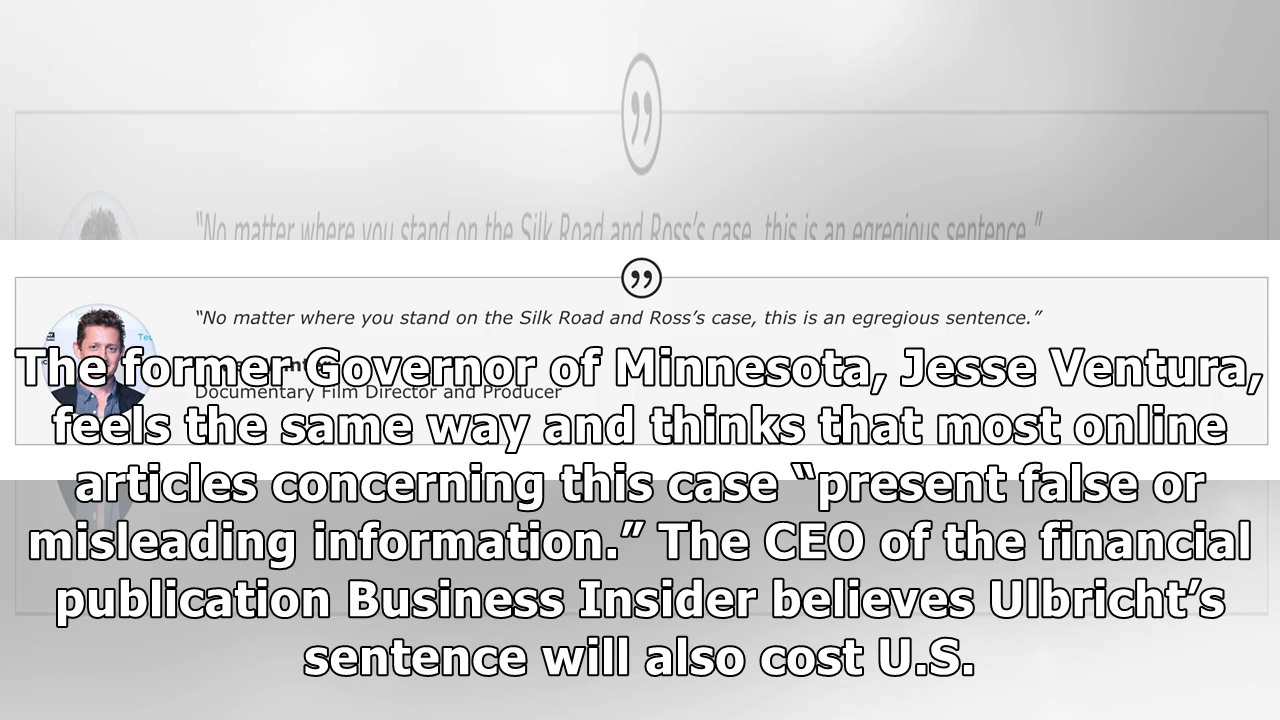 “No matter where you stand on the Silk Road and Ross’s case, this is an egregious sentence.”
”
“No matter where you stand on the Silk Road and Ross’s case, this is an egregious sentence.”
Documentary Film Director and Producer
The former Governor of Minnesota, Jesse Ventura,
feels the same way and thinks that most online
articles concerning this case “present false or
misleading information.” The CEO of the financial
publication Business Insider believes Ulbricht’s
sentence will also cost U.S.